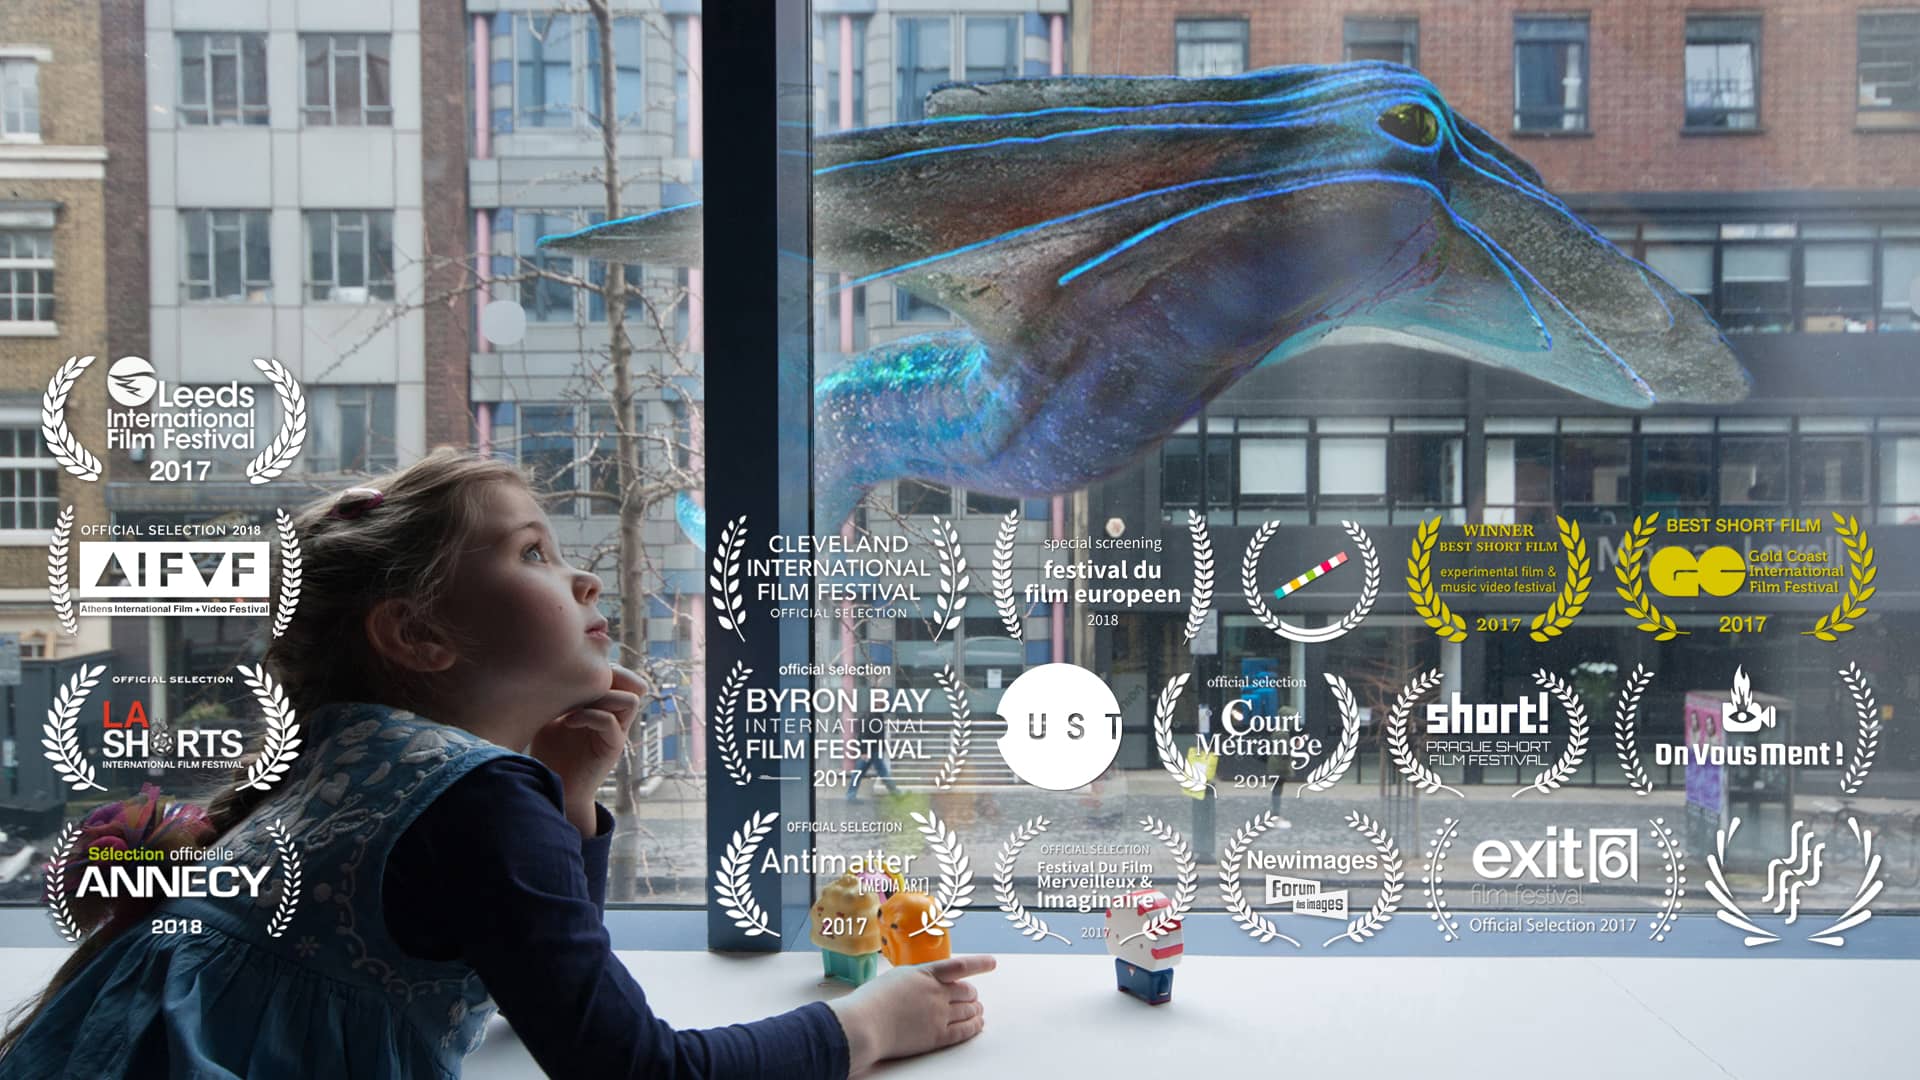 Leeds
International
Film Festival
2017
OFFICIAL SELECTION 2018
AIFVF
Athens International Film + Video Festival
OFFICIAL SELECTION
LA
SHORTS
INTERNATIONAL FILM FESTIVAL
Sélection officielle
ANNECY
2018
CLEVELAND
INTERNATIONAL
FILM FESTIVAL
OFFICIAL SELECTION
special screening
festival du
film europeen
2018
WINNER
BEST SHORT FILM
experimental film &
music video festival
2017
BEST SHORT FILM
GC
Gold Coast
International
Film Festival
2017
official selection
BYRON BAY
INTERNATIONAL
FILM FESTIVAL
2017
UST
official selection
Court
Métrange
2017
short!
PRAGUE SHORT
FILM FESTIVAL
On Vous Ment !
OFFICIAL SELECTION
Antimatter
[MEDIA ART]
2017
OFFICIAL SELECTION
Festival Du Film
Merveilleux &
Imaginaire
2017
Newimages
Forum
des images
exit 6
film festival
Official Selection 2017